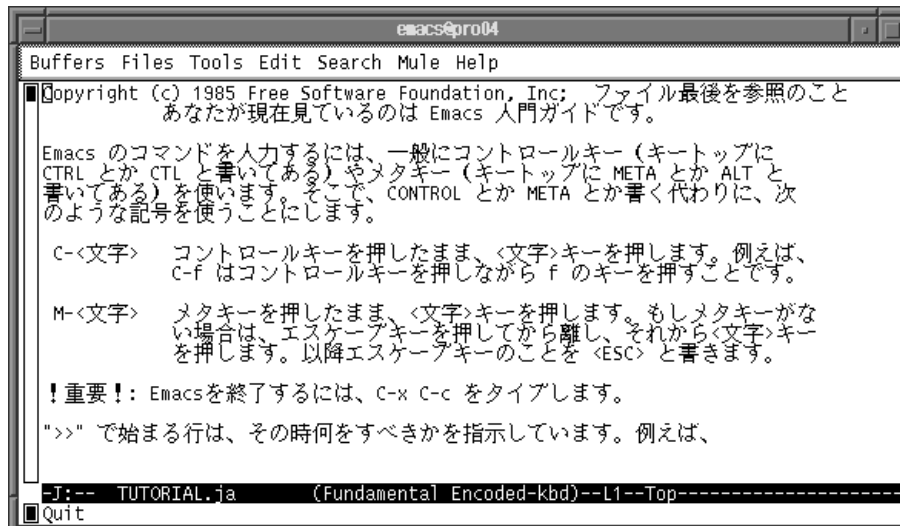 emacs@pro04
Buffers Files Tools Edit Search Mule Help
Copyright (c) 1985 Free Software Foundation, Inc;  ファイル最後を参照のこと
あなたが現在見ているのは Emacs 入門ガイドです。
Emacs のコマンドを入力するには、一般にコントロールキー (キートップに
CTRL とか CTL と書いてある) やメタキー (キートップに META とか ALT と
書いてある) を使います。そこで、CONTROL とか META とか書く代わりに、次
のような記号を使うことにします。
C-<文字>   コントロールキーを押したまま、<文字>キーを押します。例えば、
C-f はコントロールキーを押しながら f のキーを押すことです。
M-<文字>   メタキーを押したまま、<文字>キーを押します。もしメタキーがな
い場合は、エスケープキーを押してから離し、それから<文字>キー
を押します。以降エスケープキーのことを <ESC> と書きます。
！重要！: Emacsを終了するには、C-x C-c をタイプします。
">>" で始まる行は、その時何をすべきかを指示しています。例えば、
-J:--  TUTORIAL.ja       (Fundamental Encoded-kbd)--L1--Top---------------------
Quit